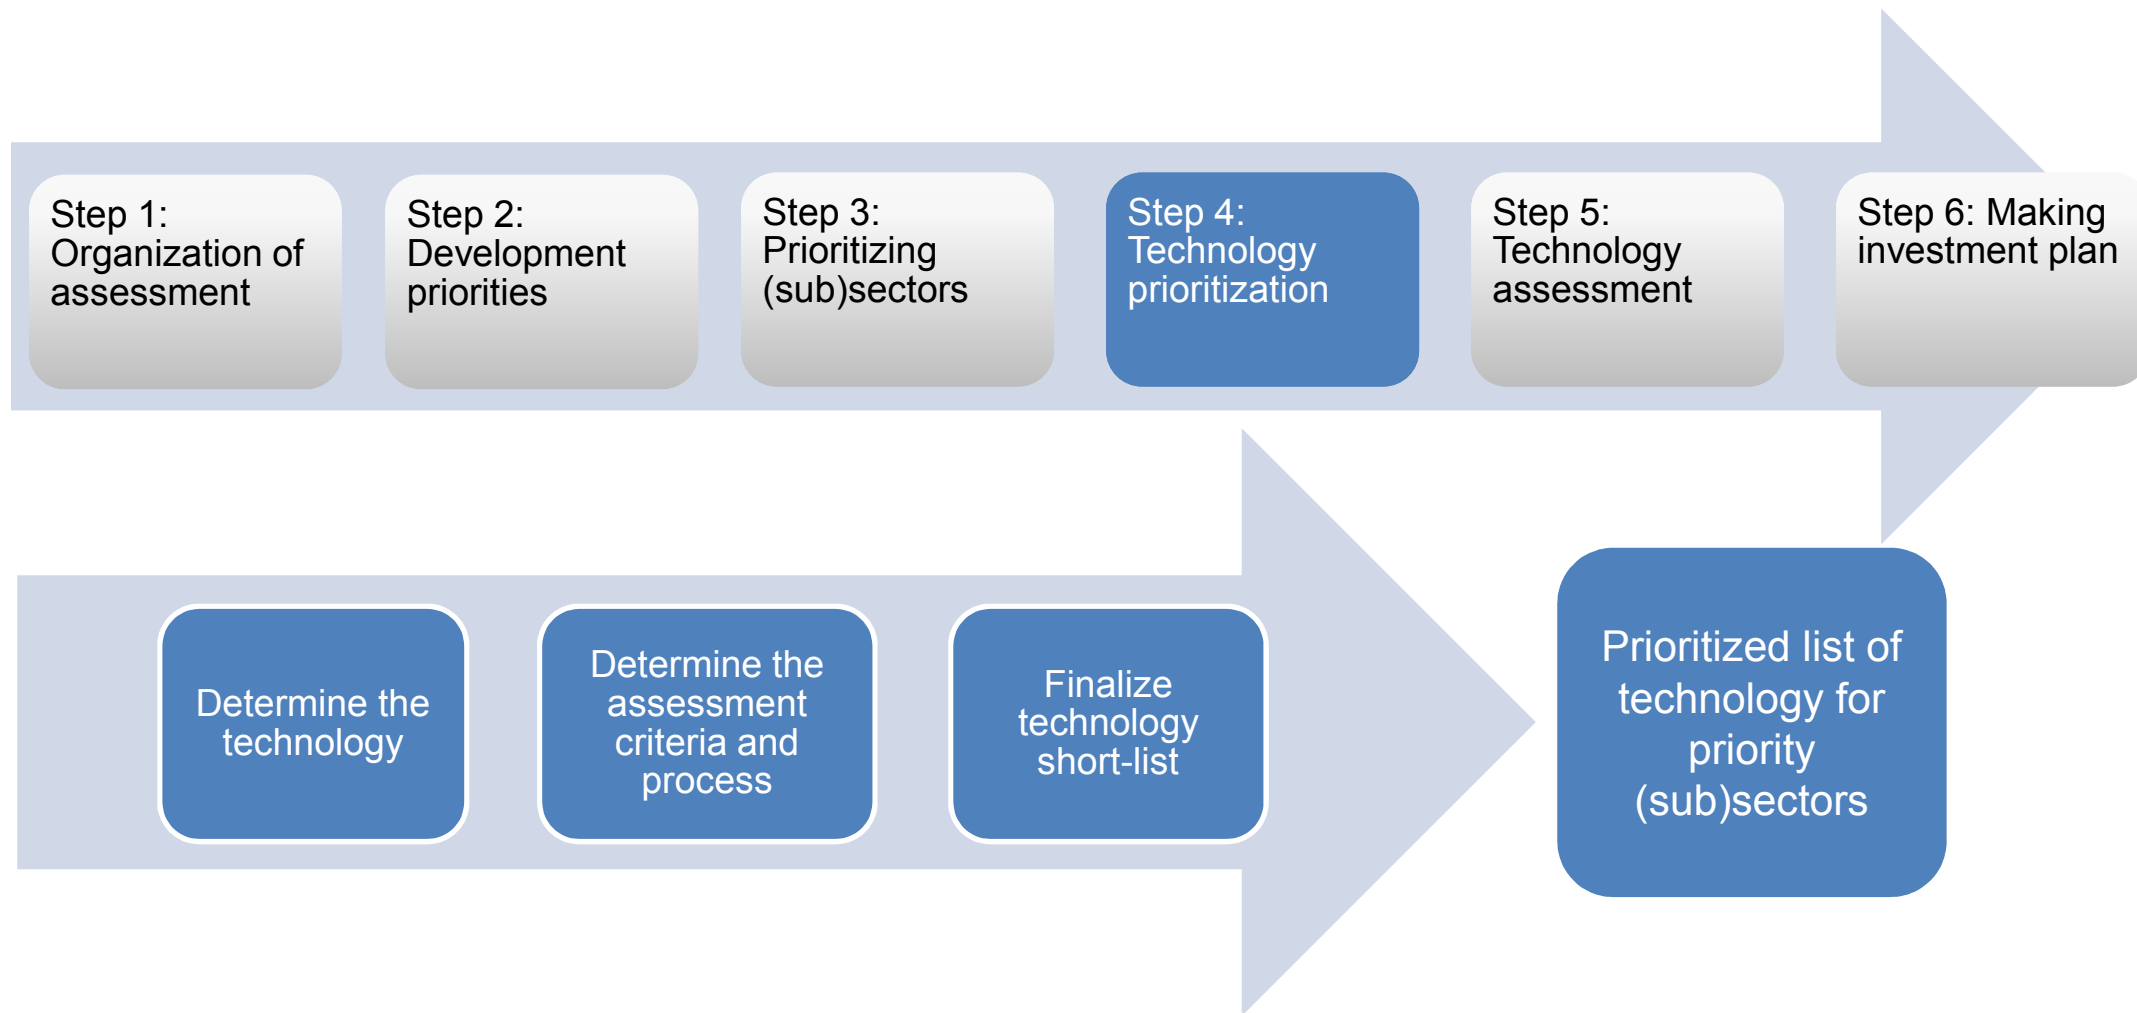 Step 1:
Organization of
assessment
Step 2:
Development
priorities
Step 3:
Prioritizing
(sub)sectors
Step 4:
Technology
prioritization
Step 5:
Technology
assessment
Step 6: Making
investment plan
Determine the
technology
Determine the
assessment
criteria and
process
Finalize
technology
short-list
Prioritized list of
technology for
priority
(sub)sectors